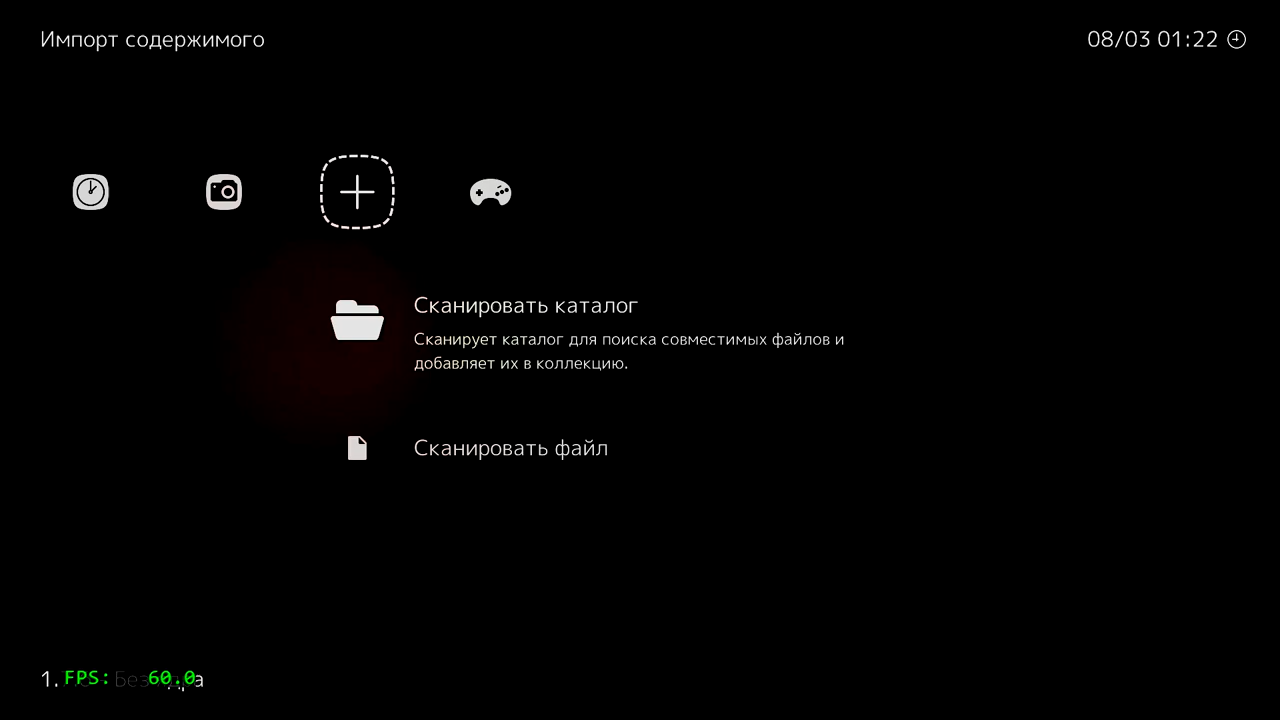 Импорт содержимого
08/03 01:22
Сканировать каталог
Сканирует каталог для поиска совместимых файлов и
добавляет их в коллекцию.
Сканировать файл
1.
FPS: 60.0